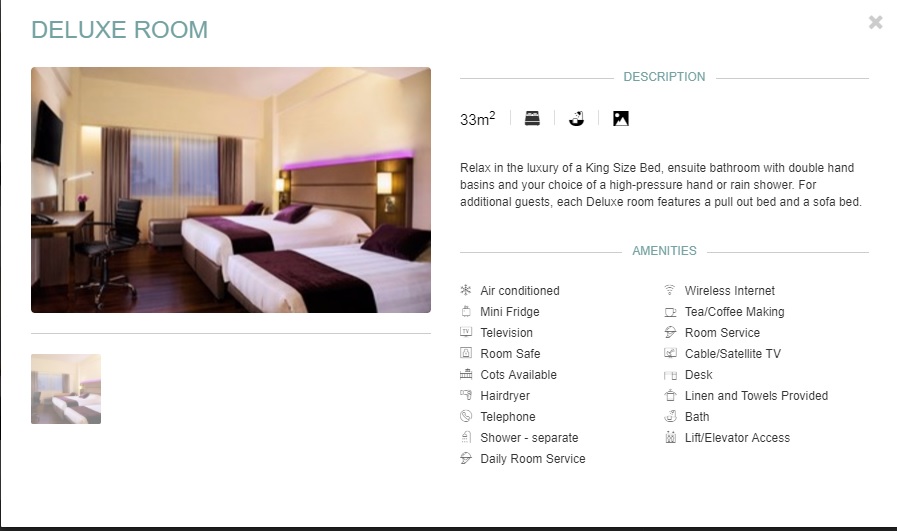 DELUXE ROOM
DESCRIPTION
33m²
Relax in the luxury of a King Size Bed, ensuite bathroom with double hand
basins and your choice of a high-pressure hand or rain shower. For
additional guests, each Deluxe room features a pull out bed and a sofa bed.
AMENITIES
Air conditioned
Mini Fridge
Television
Room Safe
Cots Available
Hairdryer
Telephone
Shower - separate
Daily Room Service
Wireless Internet
Tea/Coffee Making
Room Service
Cable/Satellite TV
Desk
Linen and Towels Provided
Bath
Lift/Elevator Access